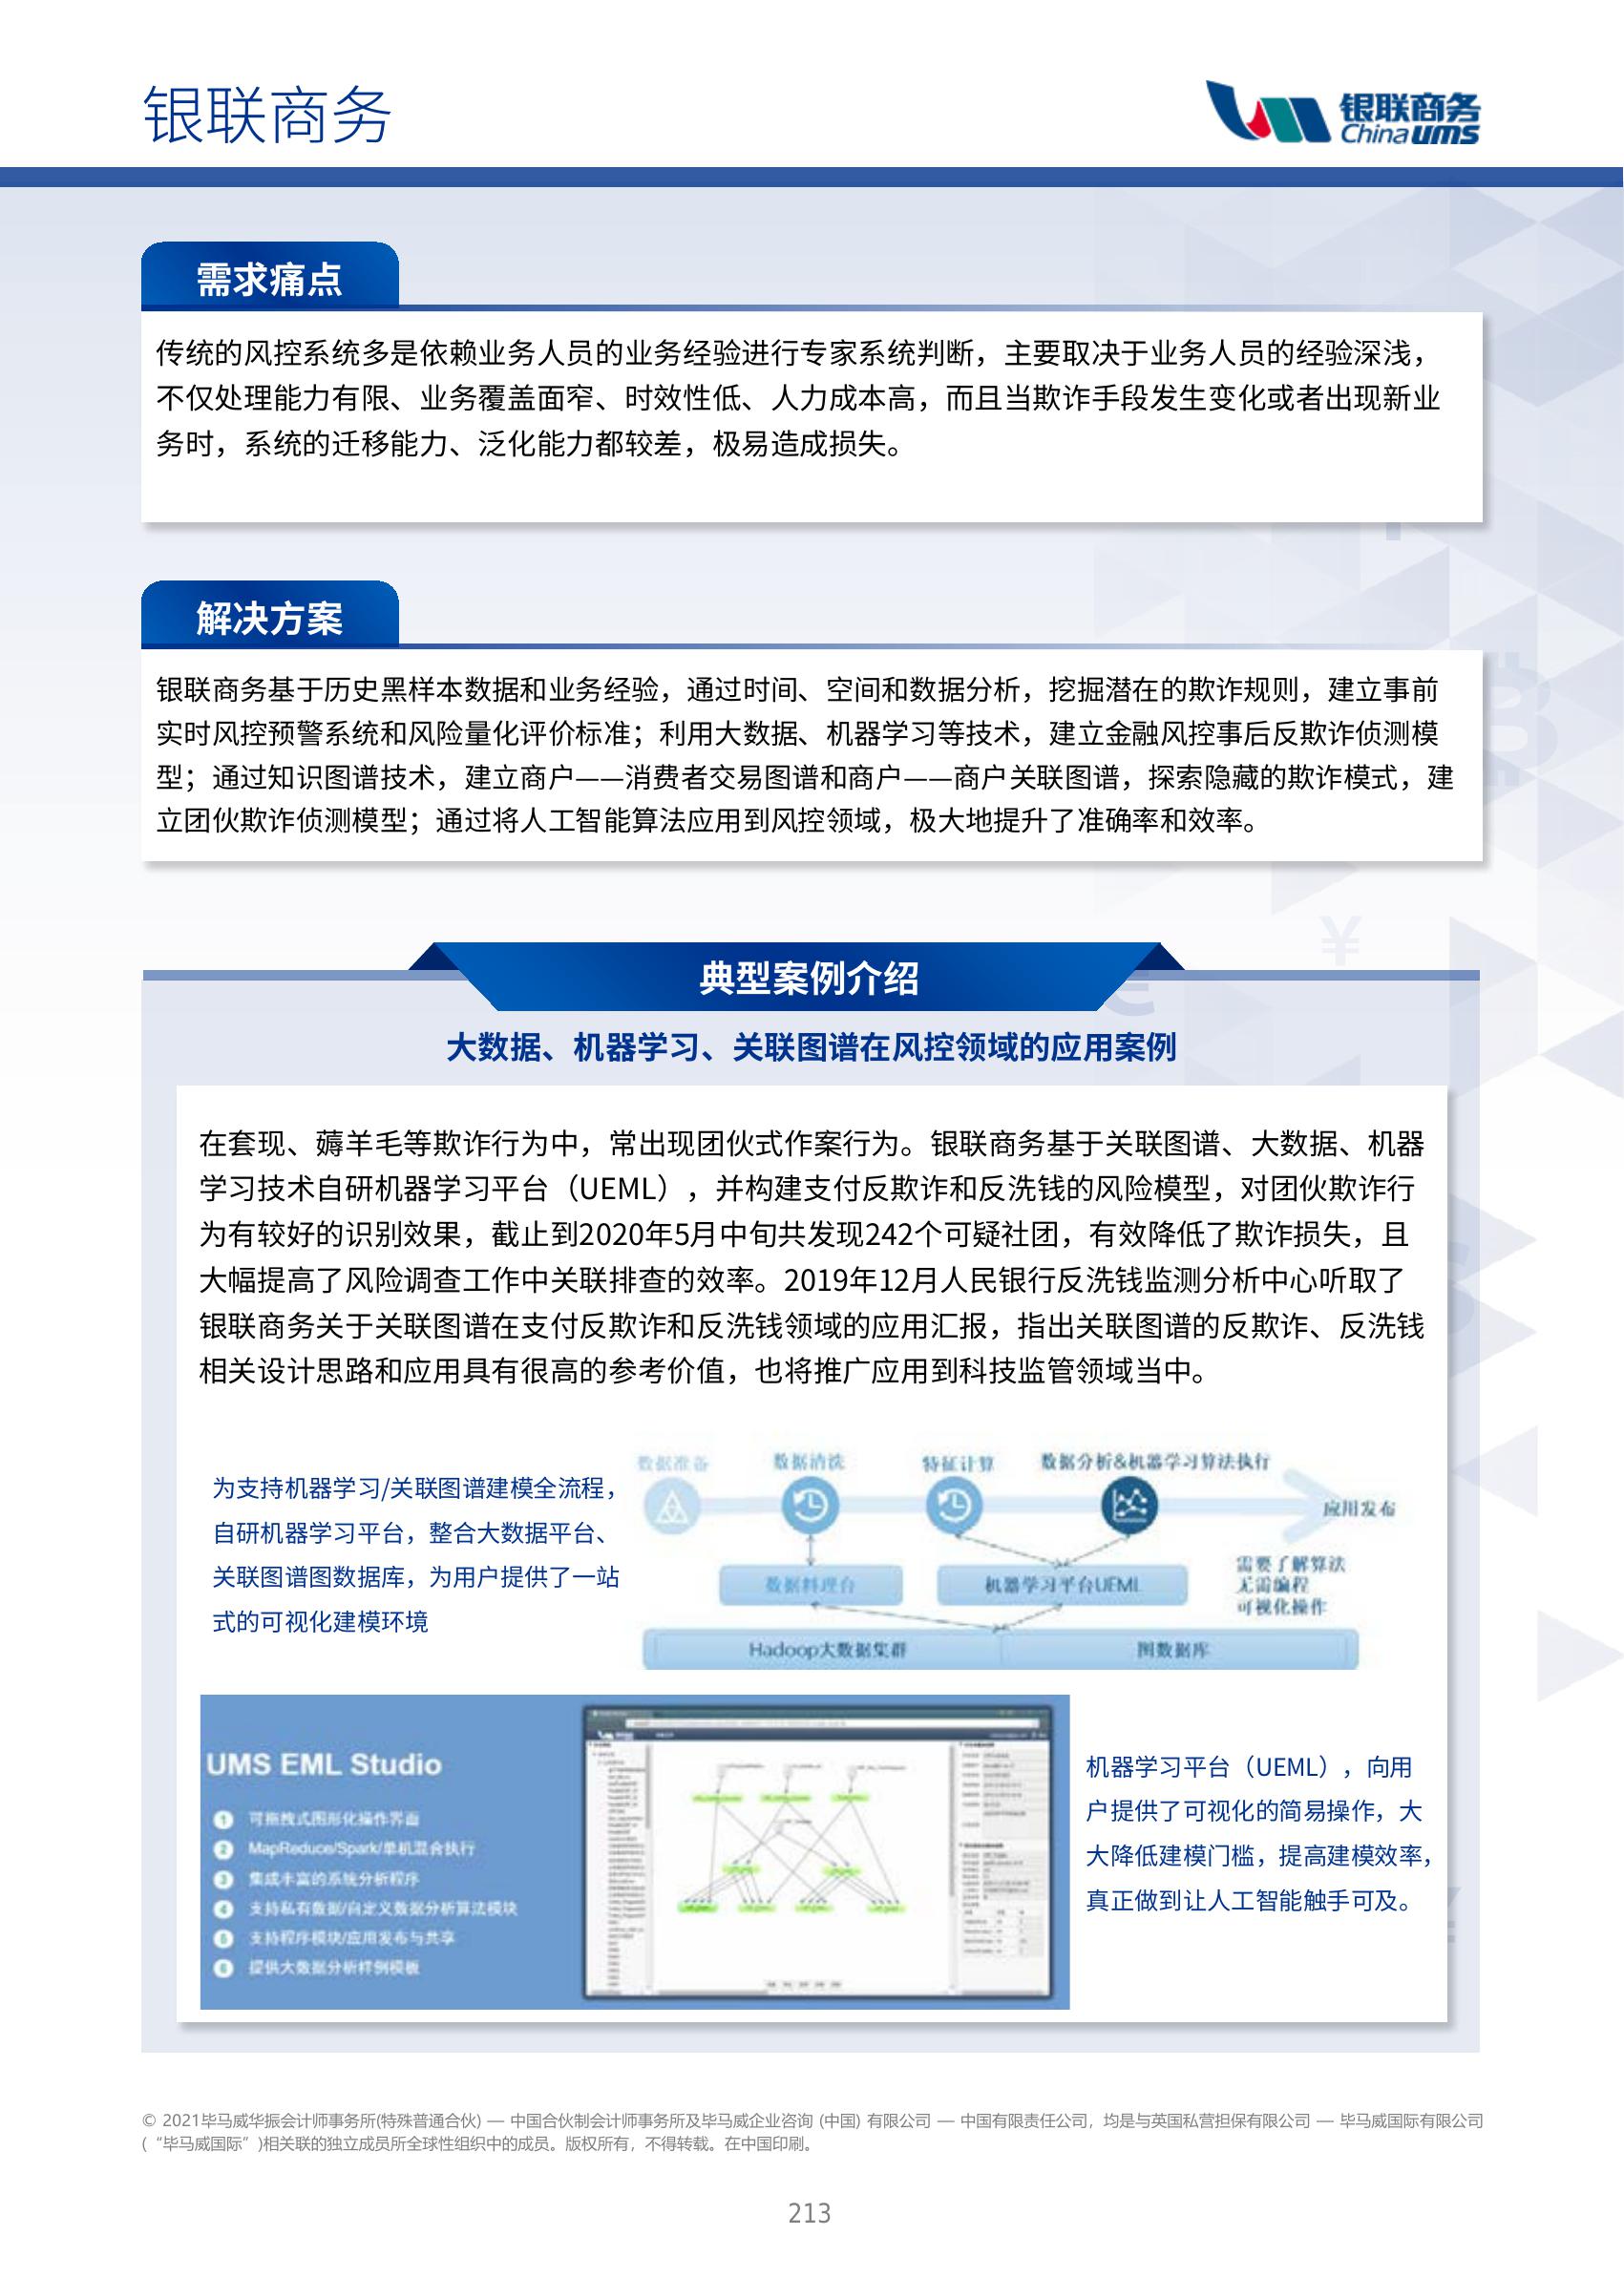 银联商务
银联商务
China ums
需求痛点
传统的风控系统多是依赖业务人员的业务经验进行专家系统判断，主要取决于业务人员的经验深浅，
不仅处理能力有限、业务覆盖面窄、时效性低、人力成本高，而且当欺诈手段发生变化或者出现新业
务时，系统的迁移能力、泛化能力都较差，极易造成损失。
解决方案
银联商务基于历史黑样本数据和业务经验，通过时间、空间和数据分析，挖掘潜在的欺诈规则，建立事前
实时风控预警系统和风险量化评价标准；利用大数据、机器学习等技术，建立金融风控事后反欺诈侦测模
型；通过知识图谱技术，建立商户——消费者交易图谱和商户——商户关联图谱，探索隐藏的欺诈模式，建
立团伙欺诈侦测模型；通过将人工智能算法应用到风控领域，极大地提升了准确率和效率。
典型案例介绍
大数据、机器学习、关联图谱在风控领域的应用案例
在套现、薅羊毛等欺诈行为中，常出现团伙式作案行为。银联商务基于关联图谱、大数据、机器
学习技术自研机器学习平台（UEML），并构建支付反欺诈和反洗钱的风险模型，对团伙欺诈行
为有较好的识别效果，截止到2020年5月中旬共发现242个可疑社团，有效降低了欺诈损失，且
大幅提高了风险调查工作中关联排查的效率。2019年12月人民银行反洗钱监测分析中心听取了
银联商务关于关联图谱在支付反欺诈和反洗钱领域的应用汇报，指出关联图谱的反欺诈、反洗钱
相关设计思路和应用具有很高的参考价值，也将推广应用到科技监管领域当中。
为支持机器学习/关联图谱建模全流程，
自研机器学习平台，整合大数据平台、
关联图谱图数据库，为用户提供了一站
式的可视化建模环境
数据准备
数据清洗
特征计算
数据分析&机器学习算法执行
应用发布
数据料理台
机器学习平台UEML
需要了解算法
无需编程
可视化操作
Hadoop大数据集群
图数据库
UMS EML Studio
1 可拖拽式图形化操作界面
2 MapReduce/Spark/单机混合执行
3 集成丰富的系统分析程序
4 支持私有数据/自定义数据分析算法模块
5 支持程序模块/应用发布与共享
6 提供大数据分析样例模板
机器学习平台（UEML），向用
户提供了可视化的简易操作，大
大降低建模门槛，提高建模效率，
真正做到让人工智能触手可及。
© 2021毕马威华振会计师事务所(特殊普通合伙) — 中国合伙制会计师事务所及毕马威企业咨询 (中国) 有限公司 — 中国有限责任公司，均是与英国私营担保有限公司 — 毕马威国际有限公司
(“毕马威国际”)相关联的独立成员所全球性组织中的成员。版权所有，不得转载。在中国印刷。
213